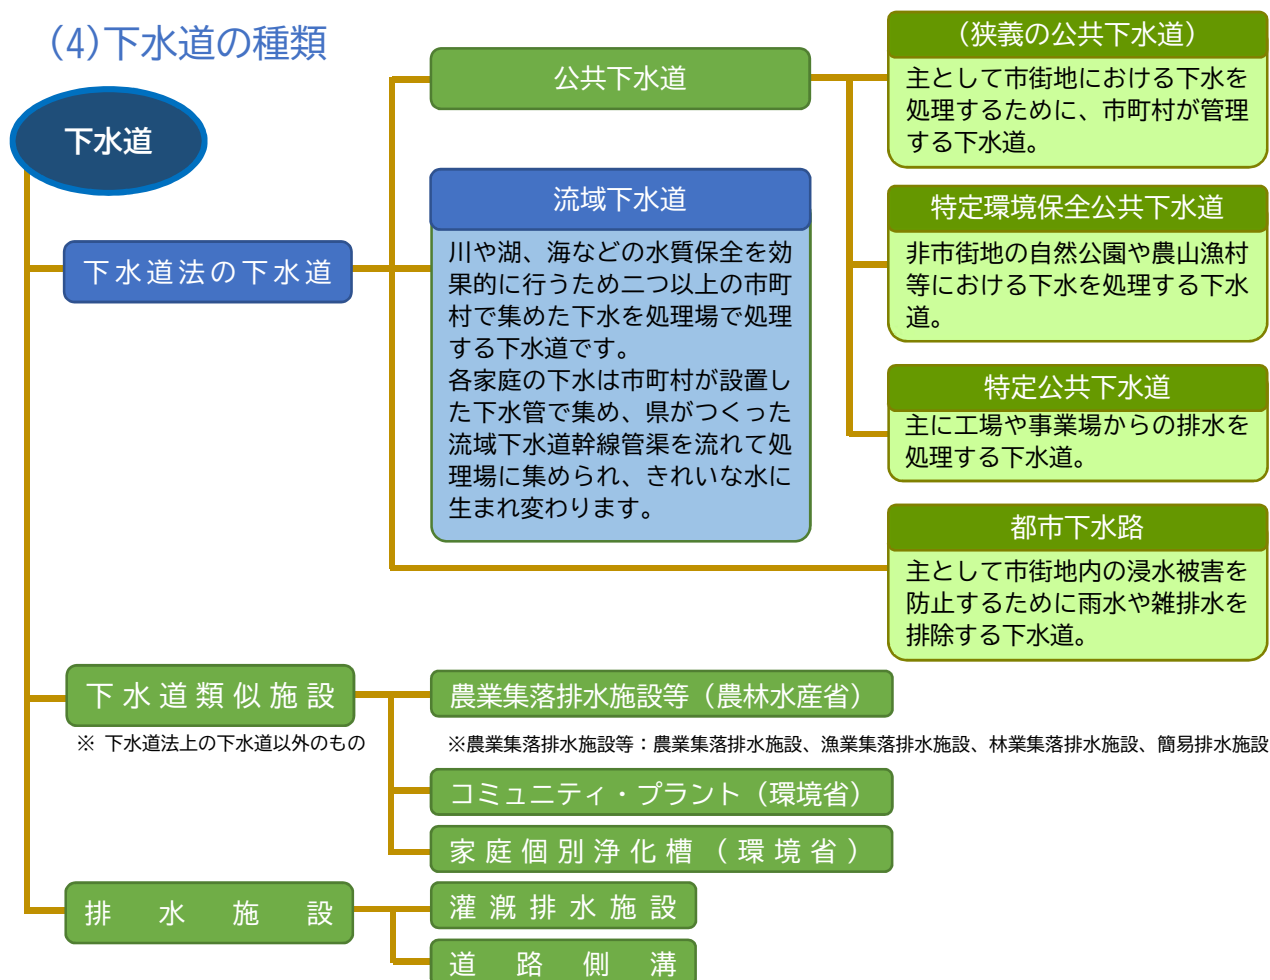 (4)下水道の種類
下水道
下水道法の下水道
公共下水道
(狭義の公共下水道)
主として市街地における下水を
処理するために、市町村が管理
する下水道。
特定環境保全公共下水道
非市街地の自然公園や農山漁村
等における下水を処理する下水
道。
特定公共下水道
主に工場や事業場からの排水を
処理する下水道。
流域下水道
川や湖、海などの水質保全を効
果的に行うため二つ以上の市町
村で集めた下水を処理場で処理
する下水道です。
各家庭の下水は市町村が設置し
た下水管で集め、県がつくった
流域下水道幹線管渠を流れて処
理場に集められ、きれいな水に
生まれ変わります。
都市下水路
主として市街地内の浸水被害を
防止するために雨水や雑排水を
排除する下水道。
下水道類似施設
※ 下水道法上の下水道以外のもの
農業集落排水施設等(農林水産省)
※農業集落排水施設等：農業集落排水施設、漁業集落排水施設、林業集落排水施設、簡易排水施設
コミュニティ・プラント(環境省)
家庭個別浄化槽(環境省)
排水施設
灌漑排水施設
道路側溝